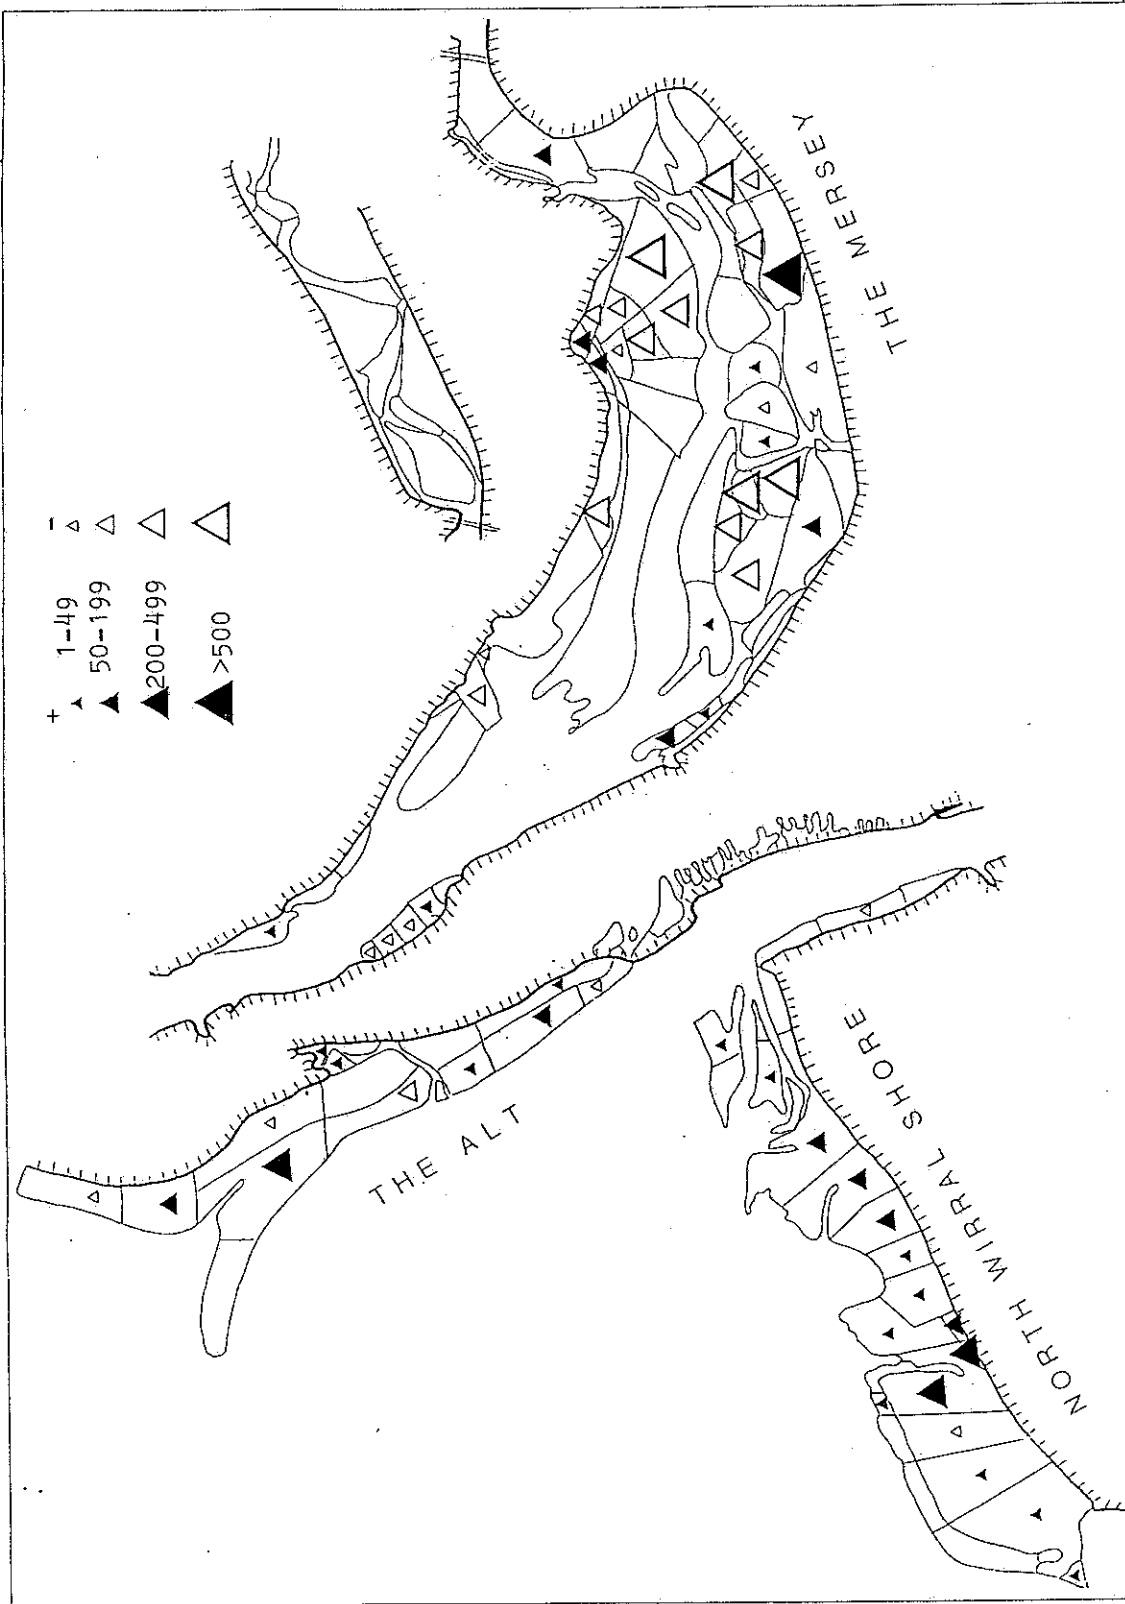 + -
1-49
50-199
200-499
>500
THE MERSEY
THE ALT
NORTH WIRRAL SHORE